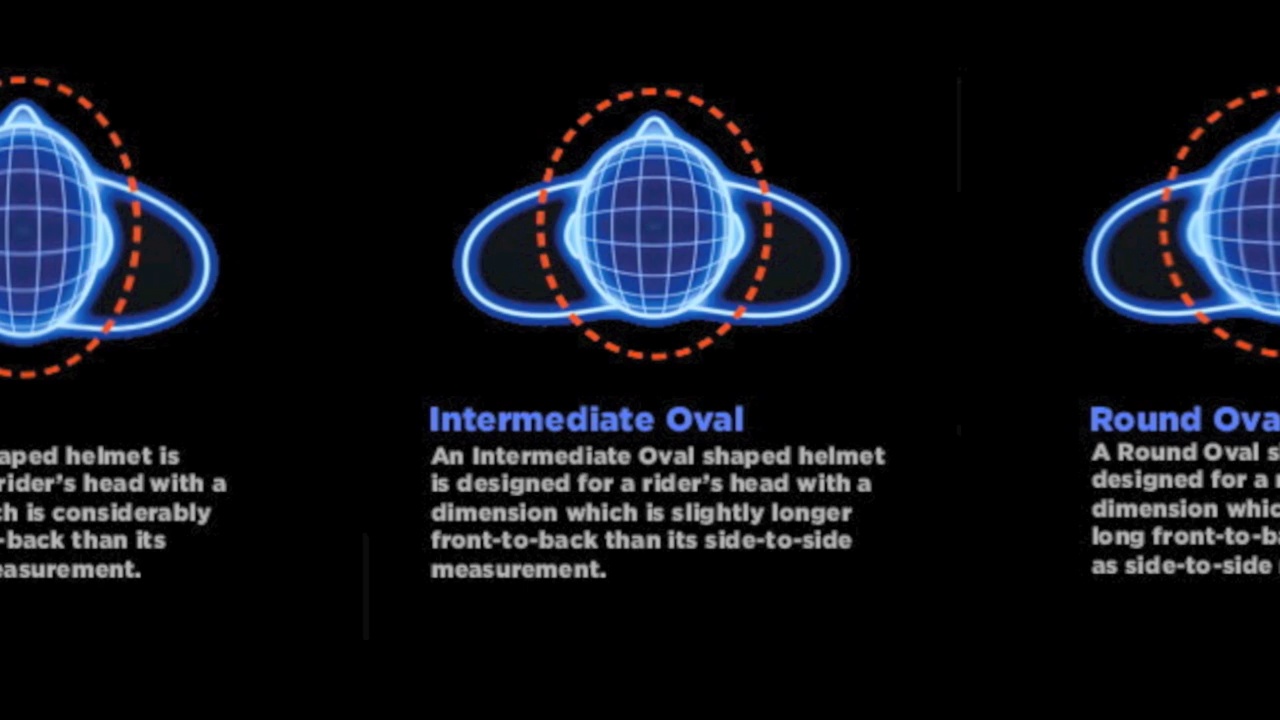 aped helmet is
rider's head with a
ch is considerably
-back than its
easurement.
Intermediate Oval
An Intermediate Oval shaped helmet
is designed for a rider's head with a
dimension which is slightly longer
front-to-back than its side-to-side
measurement.
Round Ova
A Round Oval s
designed for a
dimension whic
long front-to-ba
as side-to-side